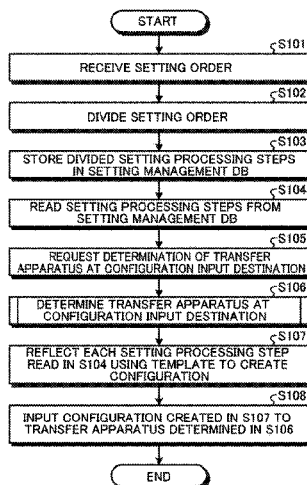 START
S101
RECEIVE SETTING ORDER
S102
DIVIDE SETTING ORDER
S103
STORE DIVIDED SETTING PROCESSING STEPS
IN SETTING MANAGEMENT DB
S104
READ SETTING PROCESSING STEPS FROM
SETTING MANAGEMENT DB
S105
REQUEST DETERMINATION OF TRANSFER
APPARATUS AT CONFIGURATION INPUT DESTINATION
S106
DETERMINE TRANSFER APPARATUS AT
CONFIGURATION INPUT DESTINATION
S107
REFLECT EACH SETTING PROCESSING STEP
READ IN S104 USING TEMPLATE TO CREATE
CONFIGURATION
S108
INPUT CONFIGURATION CREATED IN S107 TO
TRANSFER APPARATUS DETERMINED IN S106
END